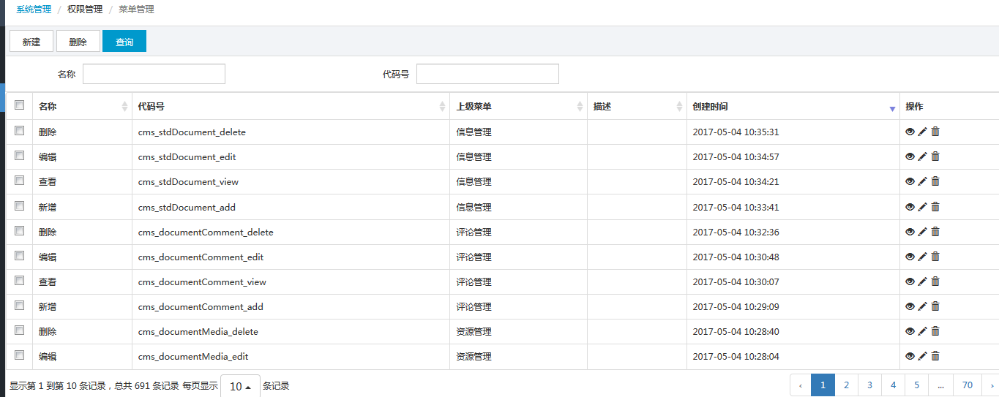 系统管理 / 权限管理 / 菜单管理
新建 删除 查询
名称 代码号
名称 代码号 上级菜单 描述 创建时间 操作
删除 cms_stdDocument_delete 信息管理 2017-05-04 10:35:31
编辑 cms_stdDocument_edit 信息管理 2017-05-04 10:34:57
查看 cms_stdDocument_view 信息管理 2017-05-04 10:34:21
新增 cms_stdDocument_add 信息管理 2017-05-04 10:33:41
删除 cms_documentComment_delete 评论管理 2017-05-04 10:32:36
编辑 cms_documentComment_edit 评论管理 2017-05-04 10:30:48
查看 cms_documentComment_view 评论管理 2017-05-04 10:30:07
新增 cms_documentComment_add 评论管理 2017-05-04 10:29:09
删除 cms_documentMedia_delete 资源管理 2017-05-04 10:28:40
编辑 cms_documentMedia_edit 资源管理 2017-05-04 10:28:04
显示第 1 到第 10 条记录，总共 691 条记录 每页显示 10 条记录 ‹ 1 2 3 4 5 ... 70 ›